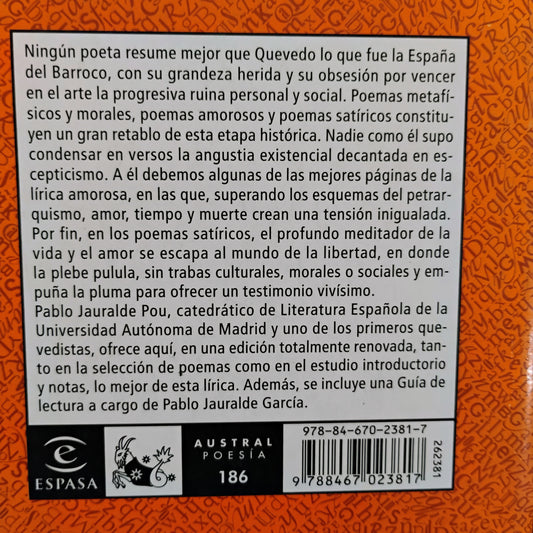 Ningún poeta resume mejor que Quevedo lo que fue la España
del Barroco, con su grandeza herida y su obsesión por vencer
en el arte la progresiva ruina personal y social. Poemas metafí-
sicos y morales, poemas amorosos y poemas satíricos constitu-
yen un gran retablo de esta etapa histórica. Nadie como él supo
condensar en versos la angustia existencial decantada en es-
cepticismo. A él debemos algunas de las mejores páginas de la
lírica amorosa, en las que, superando los esquemas del petrar-
quismo, amor, tiempo y muerte crean una tensión inigualada.
Por fin, en los poemas satíricos, el profundo meditador de la
vida y el amor se escapa al mundo de la libertad, en donde
la plebe pulula, sin trabas culturales, morales o sociales y em-
puña la pluma para ofrecer un testimonio vivísimo.
Pablo Jauralde Pou, catedrático de Literatura Española de la
Universidad Autónoma de Madrid y uno de los primeros que-
vedistas, ofrece aquí, en una edición totalmente renovada, tan-
to en la selección de poemas como en el estudio introductorio
y notas, lo mejor de esta lírica. Además, se incluye una Guía de
lectura a cargo de Pablo Jauralde García.
e
ESPASA
AUSTRAL
POESÍA
186
978-84-670-2381-7
9 788467 023817
262381